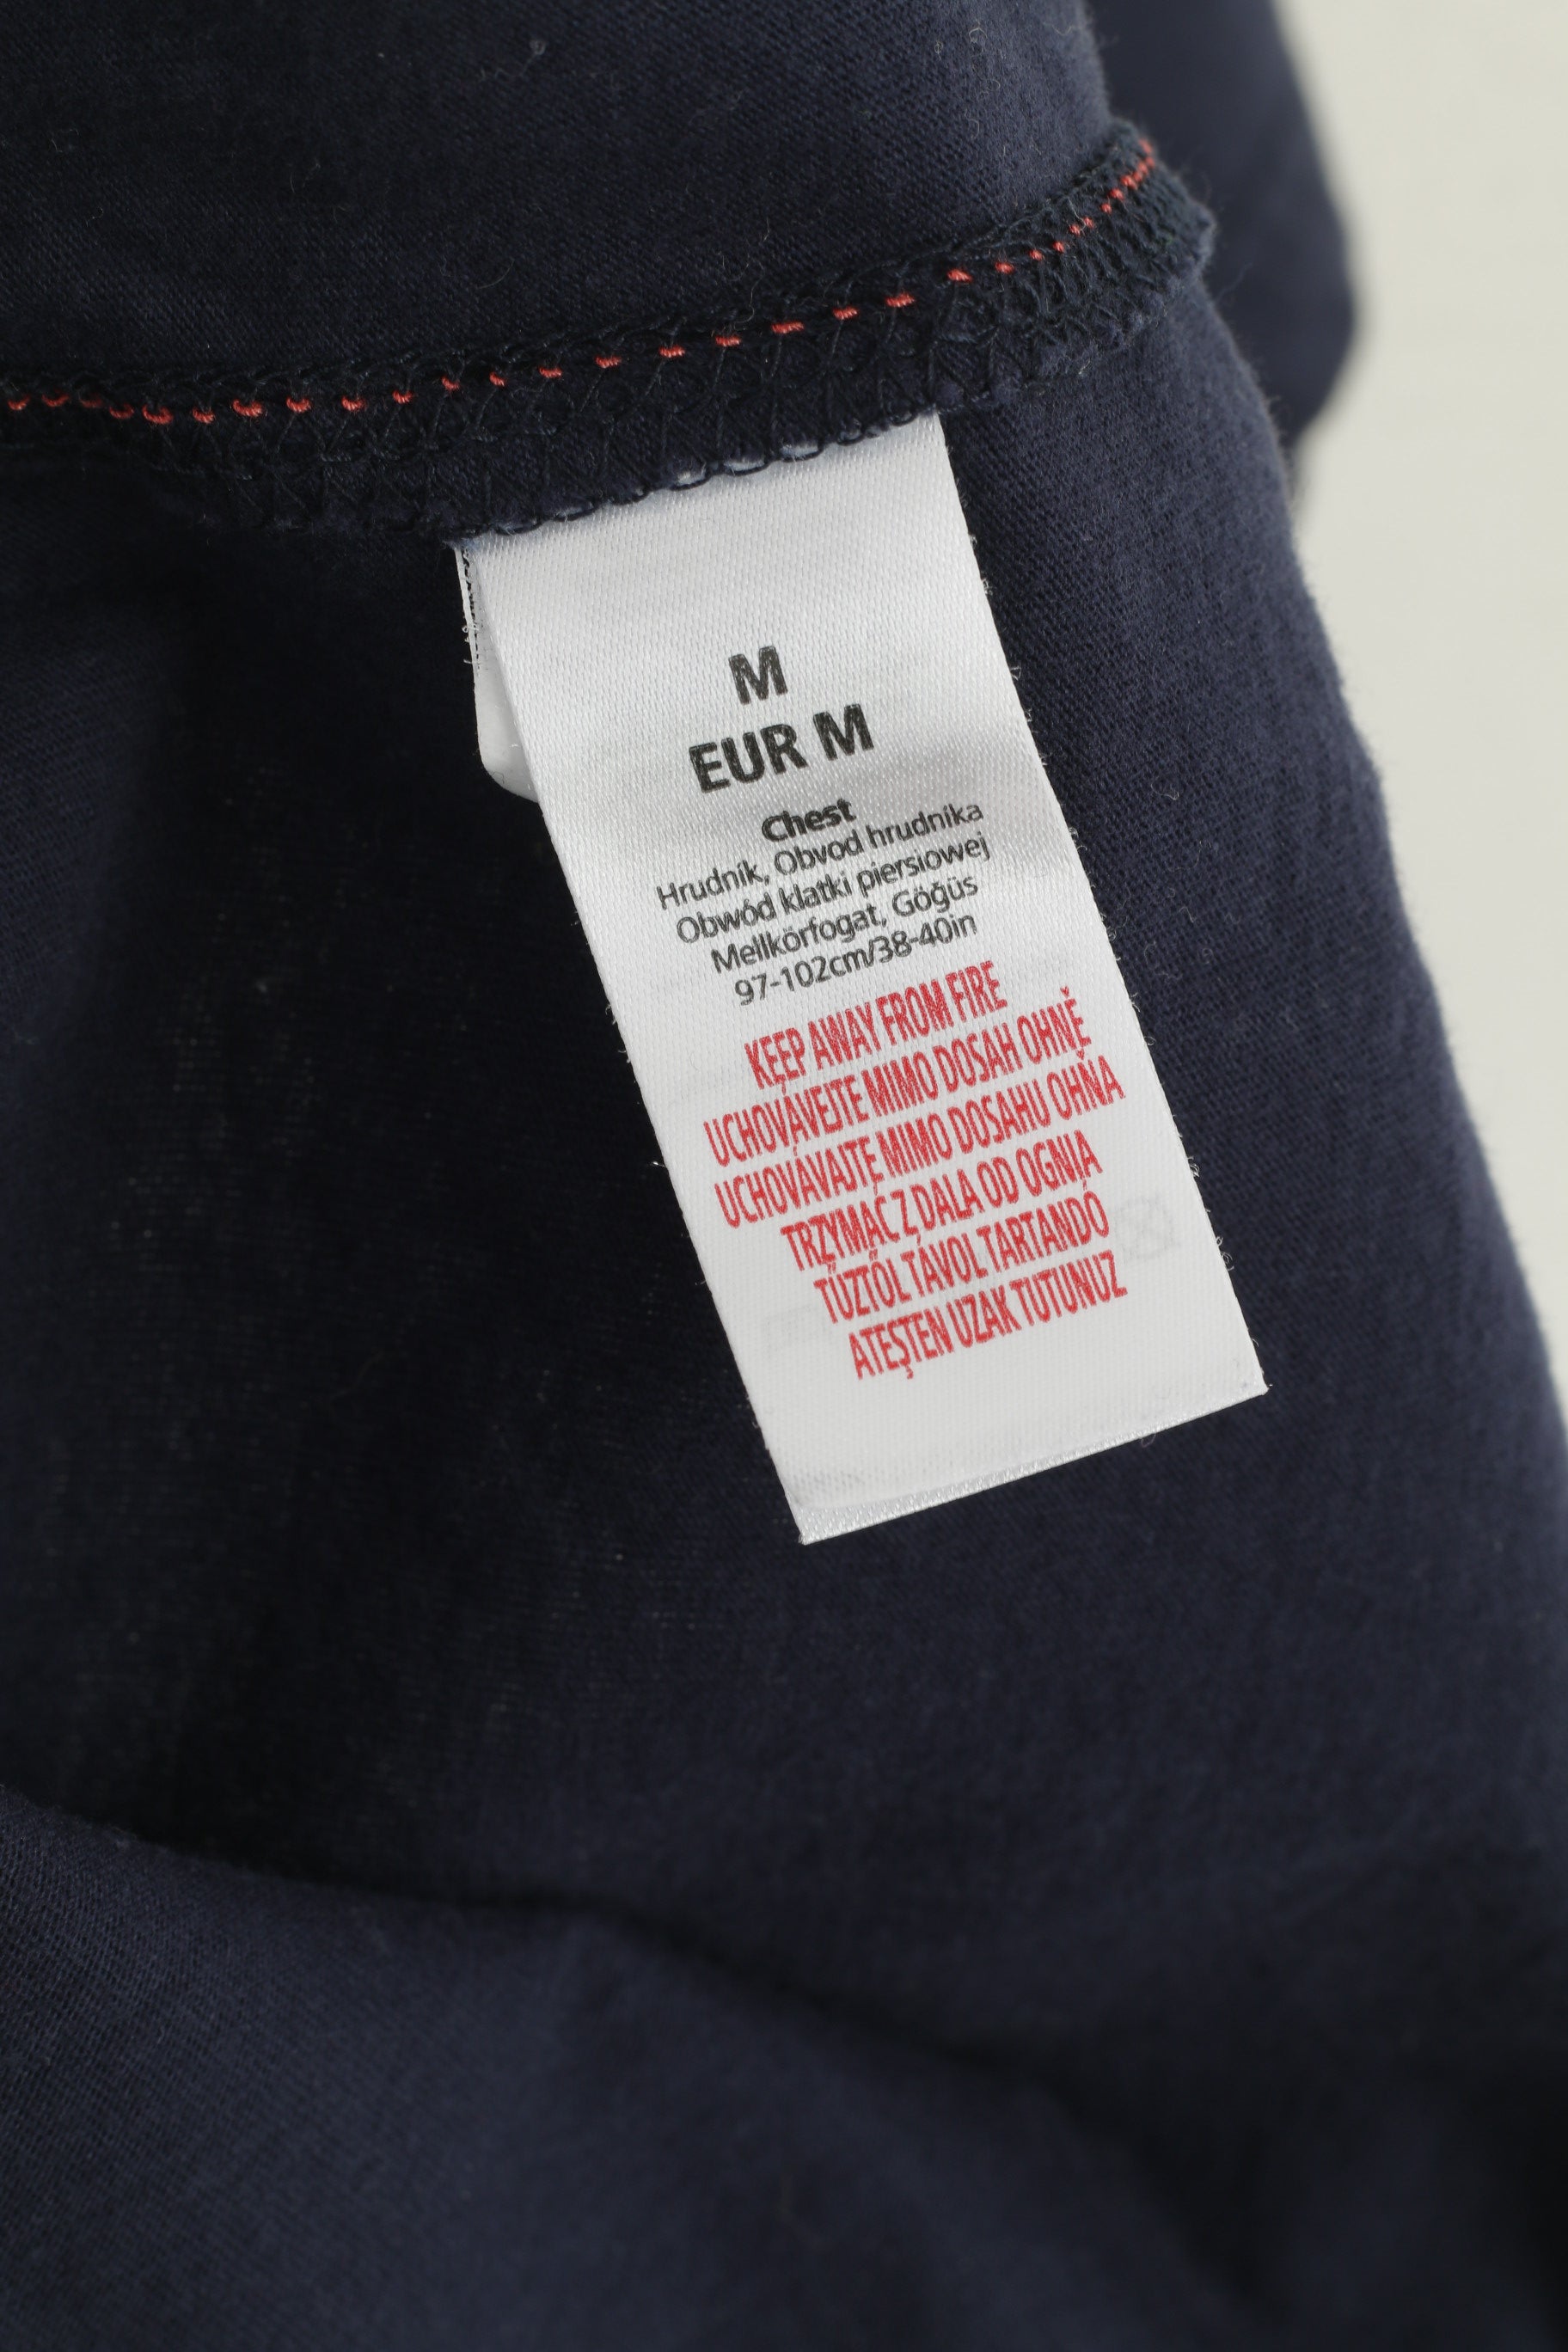 M
EUR M
Chest
Hrudník, Obvod hrudníka
Obwód klatki piersiowej
Mellkörfogat, Göğüs
97-102cm/38-40in
KEEP AWAY FROM FIRE
UCHOVÁVEJTE MIMO DOSAH OHNĚ
UCHOVÁVAJTE MIMO DOSAHU OHŇA
TRZYMAĆ Z DALA OD OGNIA
TŰZTŐL TÁVOL TARTANDÓ
ATEŞTEN UZAK TUTUNUZ